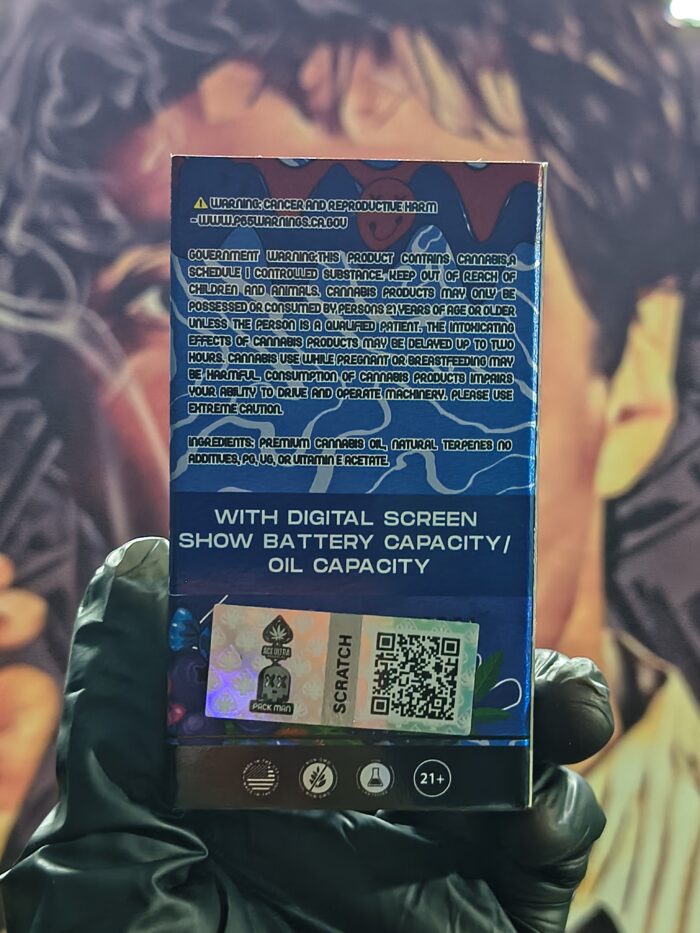 ⚠ WARNING: CANCER AND REPRODUCTIVE HARM
- WWW.P65WARNINGS.CA.GOV
GOVERNMENT WARNING:THIS PRODUCT CONTAINS CANNABIS,A
SCHEDULE I CONTROLLED SUBSTANCE. KEEP OUT OF REACH OF
CHILDREN AND ANIMALS. CANNABIS PRODUCTS MAY ONLY BE
POSSESSED OR CONSUMED BY PERSONS 21 YEARS OF AGE OR OLDER
UNLESS THE PERSON IS A QUALIFIED PATIENT. THE INTOXICATING
EFFECTS OF CANNABIS PRODUCTS MAY BE DELAYED UP TO TWO
HOURS. CANNABIS USE WHILE PREGNANT OR BREASTFEEDING MAY
BE HARMFUL. CONSUMPTION OF CANNABIS PRODUCTS IMPAIRS
YOUR ABILITY TO DRIVE AND OPERATE MACHINERY. PLEASE USE
EXTREME CAUTION.
INGREDIENTS: PREMIUM CANNABIS OIL, NATURAL TERPENES NO
ADDITIVES, PG, VG, OR VITAMIN E ACETATE.
WITH DIGITAL SCREEN
SHOW BATTERY CAPACITY/
OIL CAPACITY
ACE ULTRA
PACK MAN
SCRATCH
21+